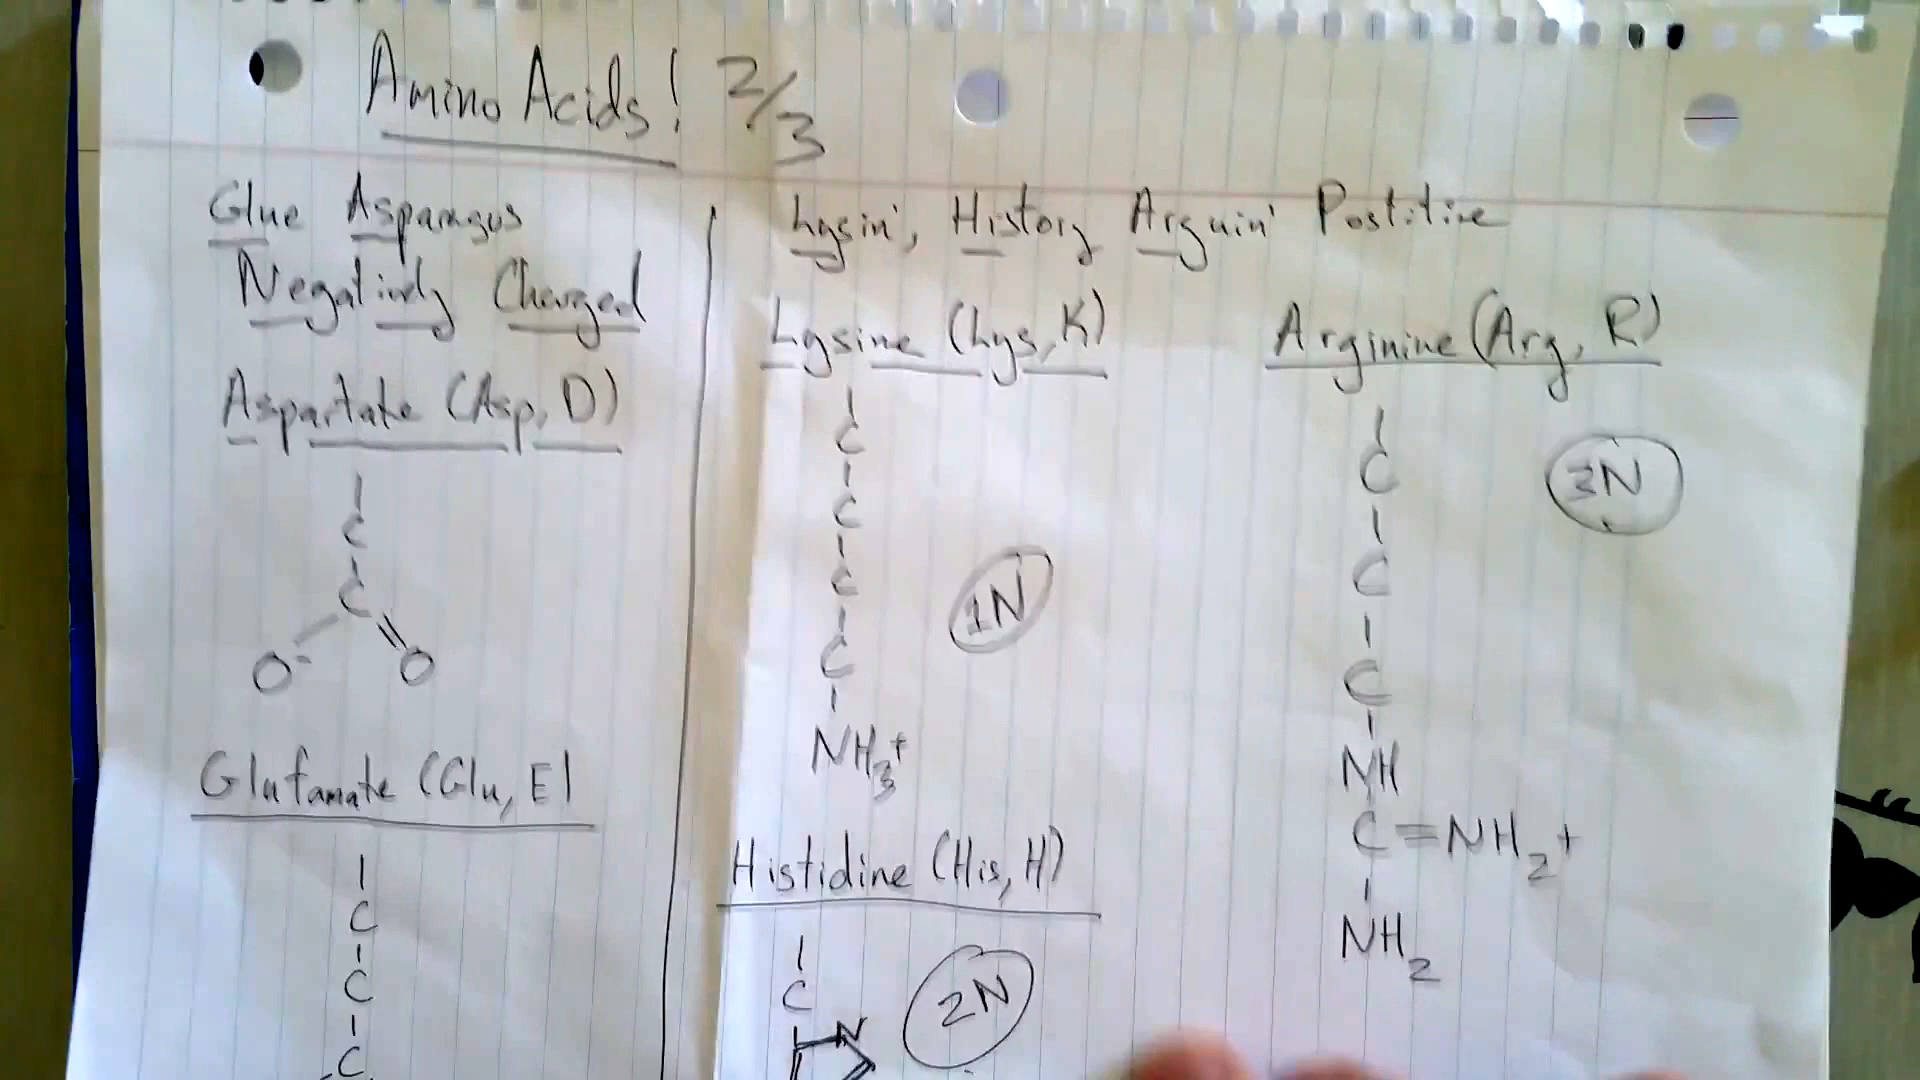 Amino Acids! 2/3
Glue Asparagus
Negatively Charged
Aspartate (Asp, D)
C
C
O- O
Glutamate (Glu, E)
C
C
C
Lysin', History Arguin' Postitive
Lysine (Lys, K)
C
C
C
C
NH3+
1N
Histidine (His, H)
C
N
2N
Arginine (Arg, R)
C
C
C
NH
C=NH2+
NH2
3N